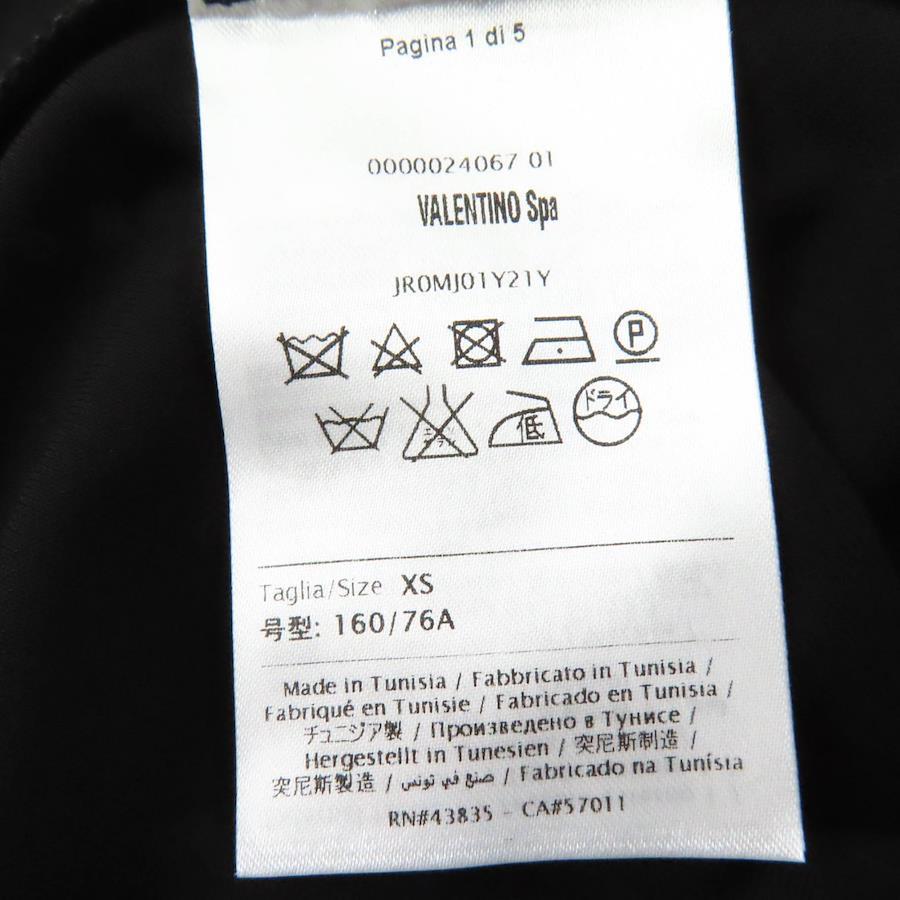 Pagina 1 di 5
0000024067 01
VALENTINO Spa
JR0MJ01Y21Y
P
低 ドライ
Taglia/Size XS
号型: 160/76A
Made in Tunisia / Fabbricato in Tunisia /
Fabriqué en Tunisie / Fabricado en Tunisia /
チュニジア製 / Произведено в Тунисе /
Hergestellt in Tunesien / 突尼斯制造 /
突尼斯製造 / صنع في تونس / Fabricado na Tunísia
RN#43835 - CA#57011